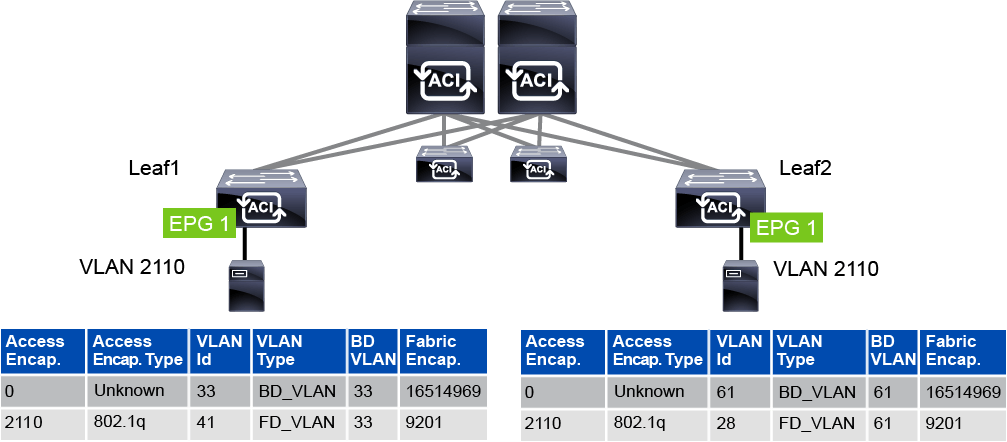 ACI
ACI
ACI
ACI
Leaf1
Leaf2
ACI
ACI
EPG 1
EPG 1
VLAN 2110
VLAN 2110
Access Encap.
Access Encap. Type
VLAN Id
VLAN Type
BD VLAN
Fabric Encap.
0 Unknown 33 BD_VLAN 33 16514969
2110 802.1q 41 FD_VLAN 33 9201
Access Encap.
Access Encap. Type
VLAN Id
VLAN Type
BD VLAN
Fabric Encap.
0 Unknown 61 BD_VLAN 61 16514969
2110 802.1q 28 FD_VLAN 61 9201